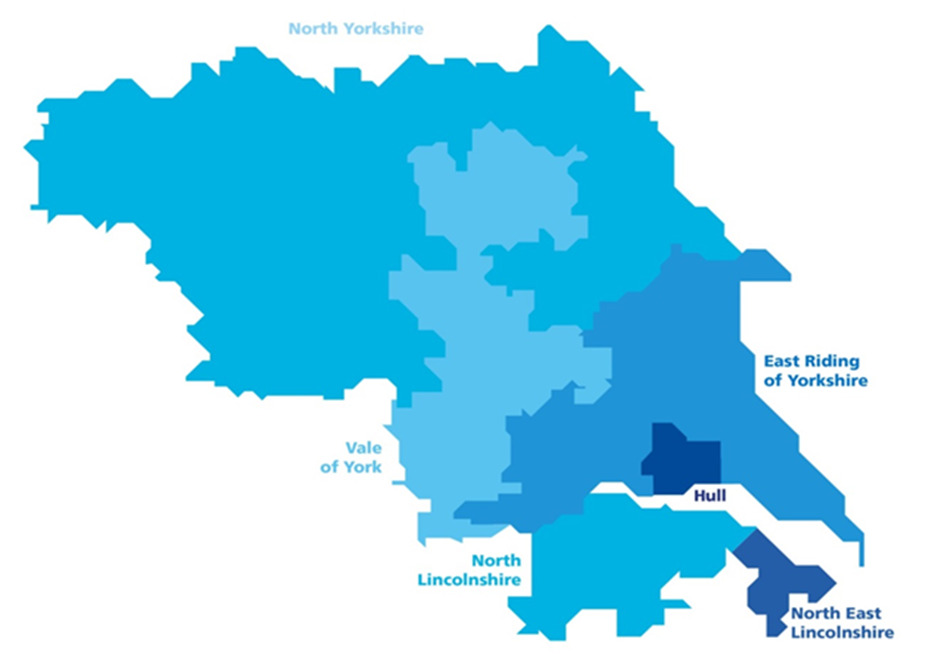 North Yorkshire
East Riding
of Yorkshire
Vale
of York
Hull
North
Lincolnshire
North East
Lincolnshire